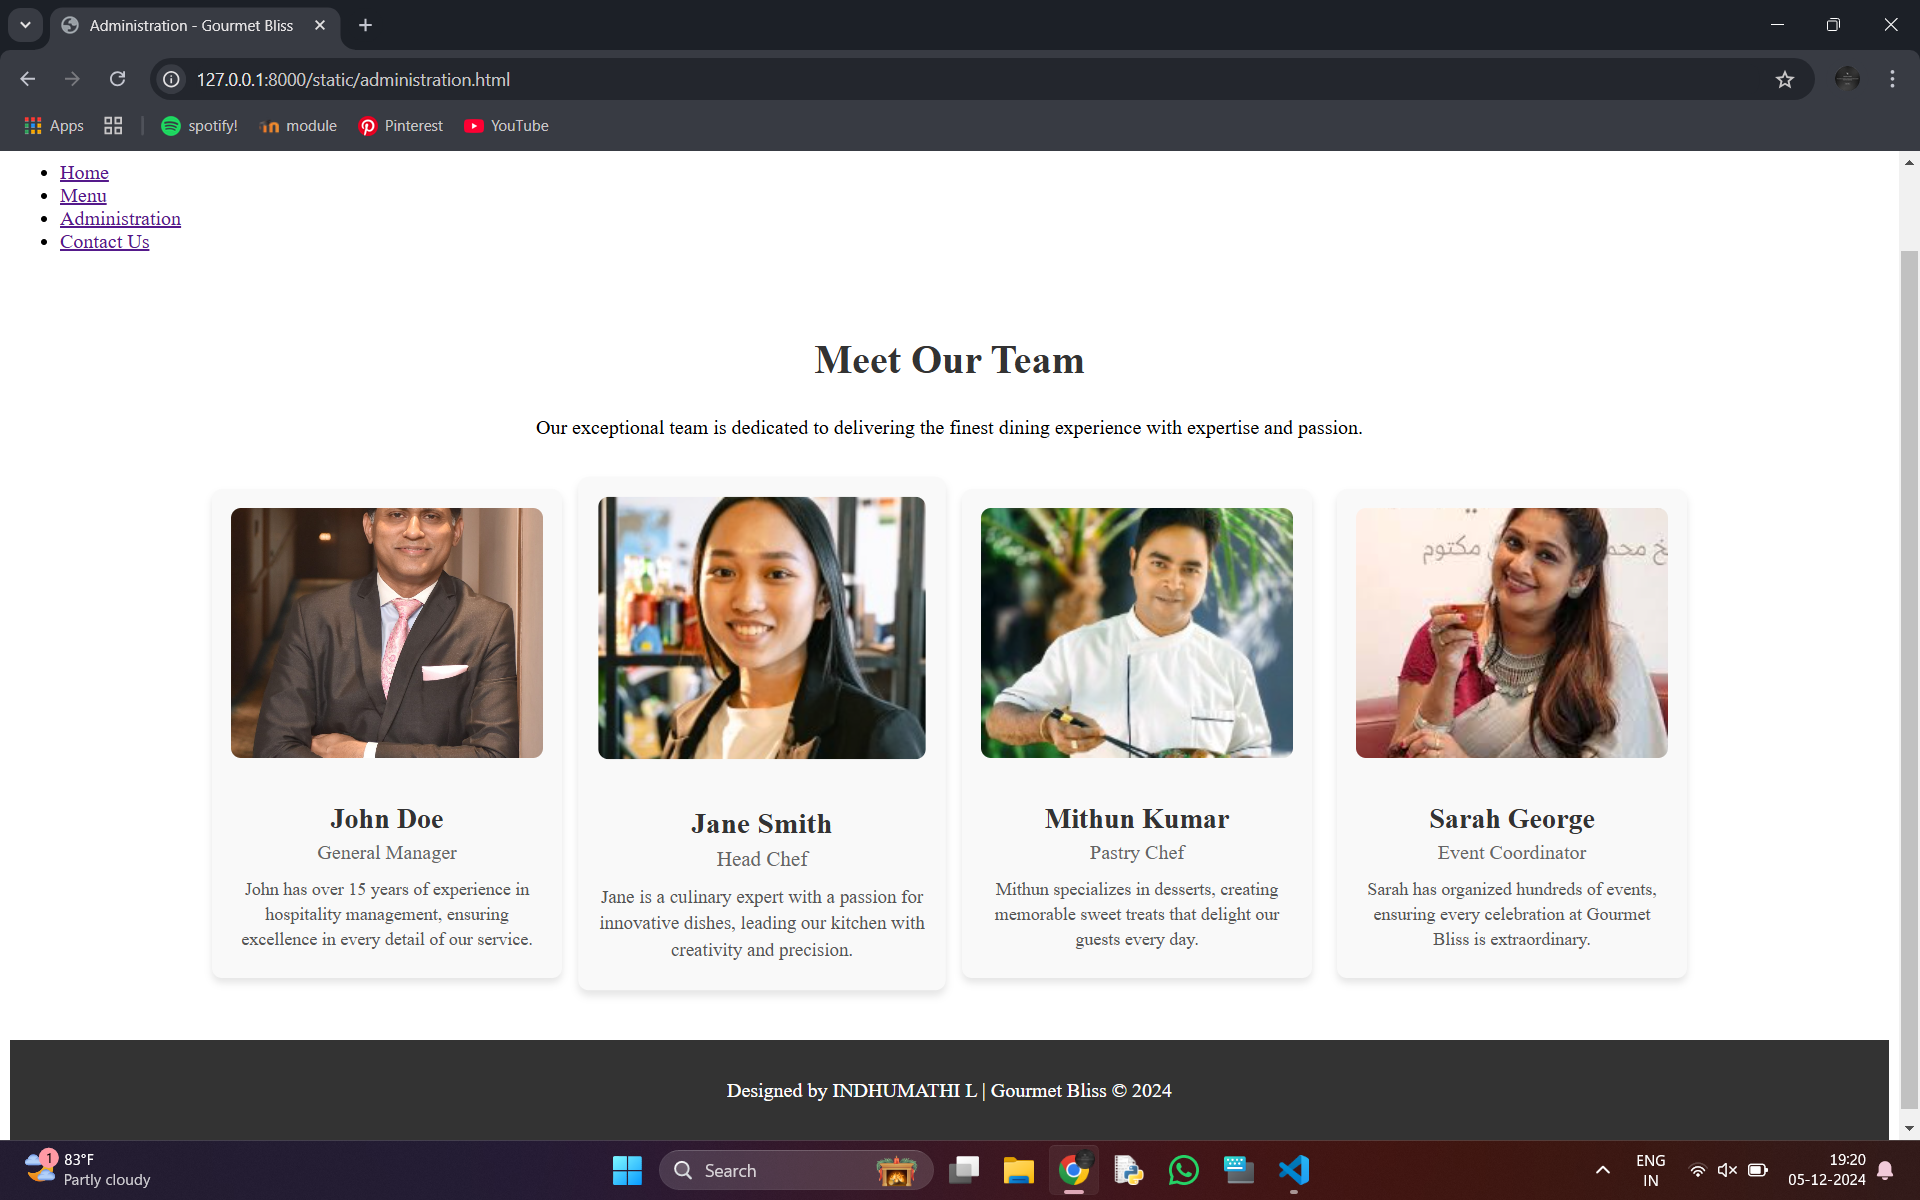 Administration - Gourmet Bliss
127.0.0.1:8000/static/administration.html
Apps
spotify!
module
Pinterest
YouTube
Home
Menu
Administration
Contact Us
Meet Our Team
Our exceptional team is dedicated to delivering the finest dining experience with expertise and passion.
John Doe
General Manager
John has over 15 years of experience in
hospitality management, ensuring
excellence in every detail of our service.
Jane Smith
Head Chef
Jane is a culinary expert with a passion for
innovative dishes, leading our kitchen with
creativity and precision.
Mithun Kumar
Pastry Chef
Mithun specializes in desserts, creating
memorable sweet treats that delight our
guests every day.
مكتوم
Sarah George
Event Coordinator
Sarah has organized hundreds of events,
ensuring every celebration at Gourmet
Bliss is extraordinary.
Designed by INDHUMATHI L | Gourmet Bliss © 2024
1
83°F
Partly cloudy
Search
ENG
IN
19:20
05-12-2024